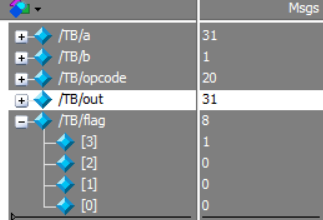 Msgs
/TB/a 31
/TB/b 1
/TB/opcode 20
/TB/out 31
/TB/flag 8
[3] 1
[2] 0
[1] 0
[0] 0